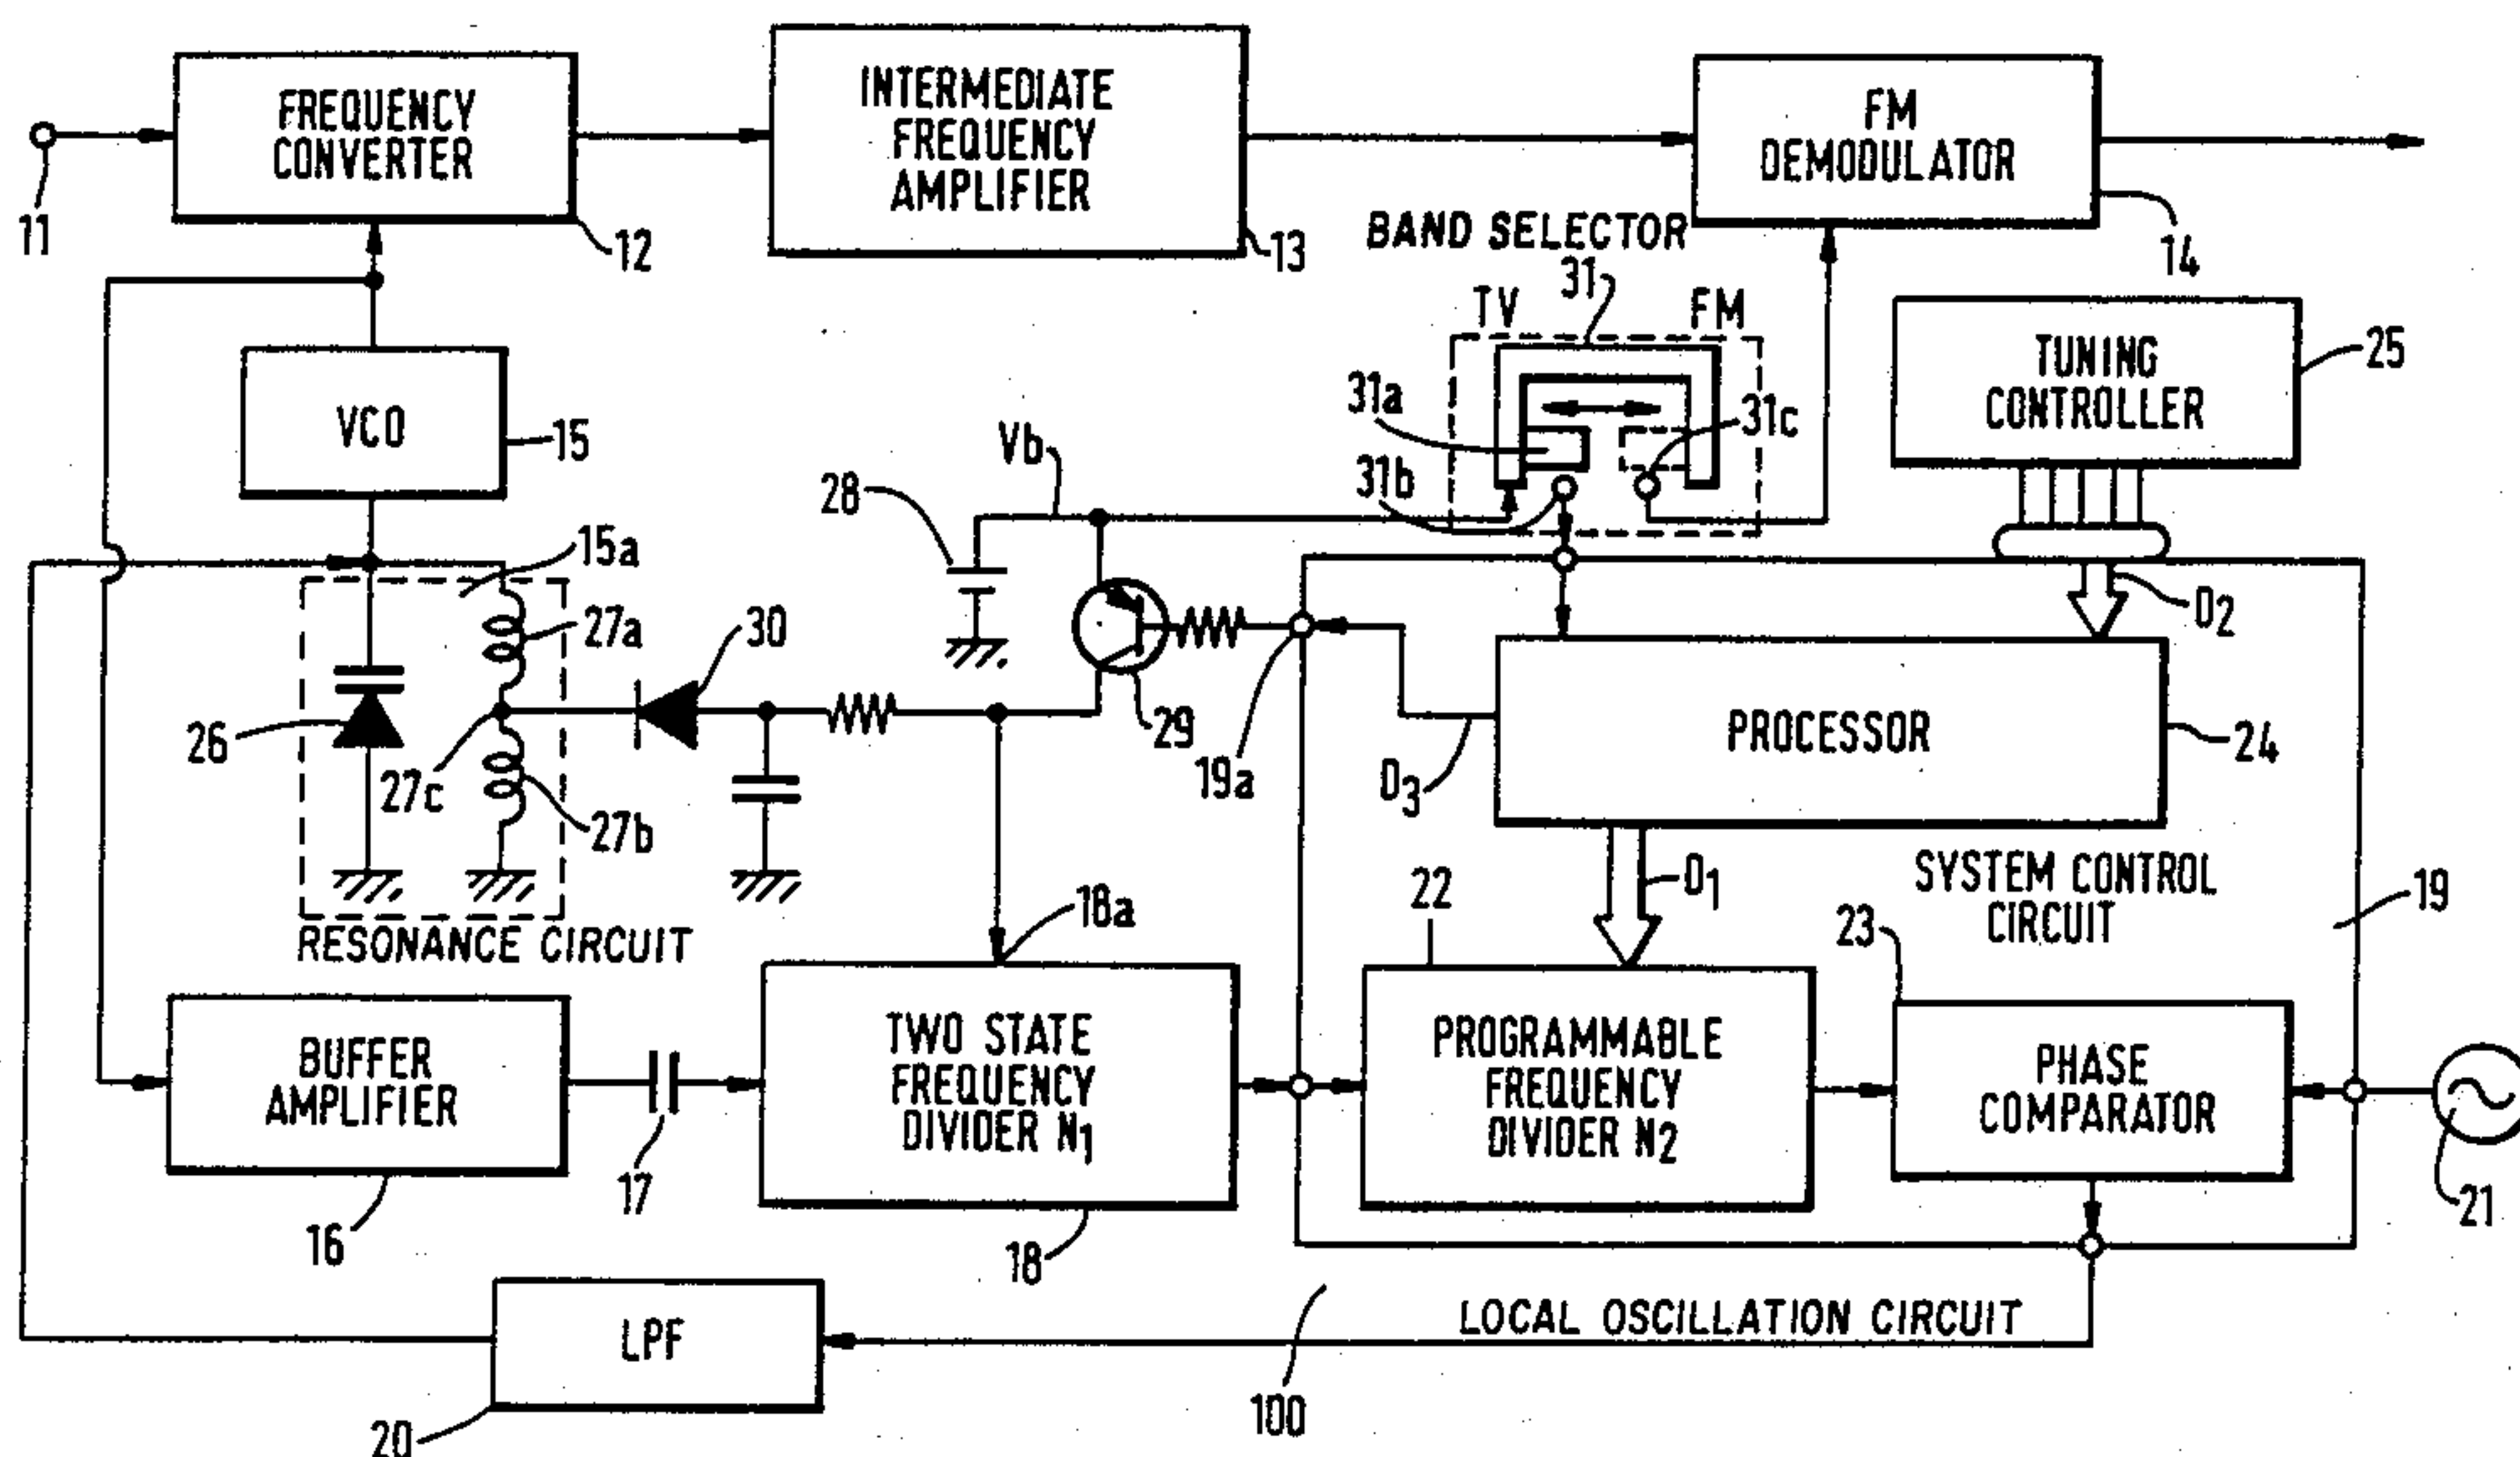 FREQUENCY
CONVERTER
INTERMEDIATE
FREQUENCY
AMPLIFIER
FM
DEMODULATOR
11
12
13
14
BAND SELECTOR
31
TV
FM
31a
31c
31b
TUNING
CONTROLLER
25
VCO
15
Vb
28
15a
27a
30
26
27c
27b
29
19a
D3
D2
PROCESSOR
24
RESONANCE CIRCUIT
18a
22
D1
SYSTEM CONTROL
CIRCUIT
23
19
BUFFER
AMPLIFIER
16
17
TWO STATE
FREQUENCY
DIVIDER N1
18
PROGRAMMABLE
FREQUENCY
DIVIDER N2
PHASE
COMPARATOR
21
LPF
20
LOCAL OSCILLATION CIRCUIT
100